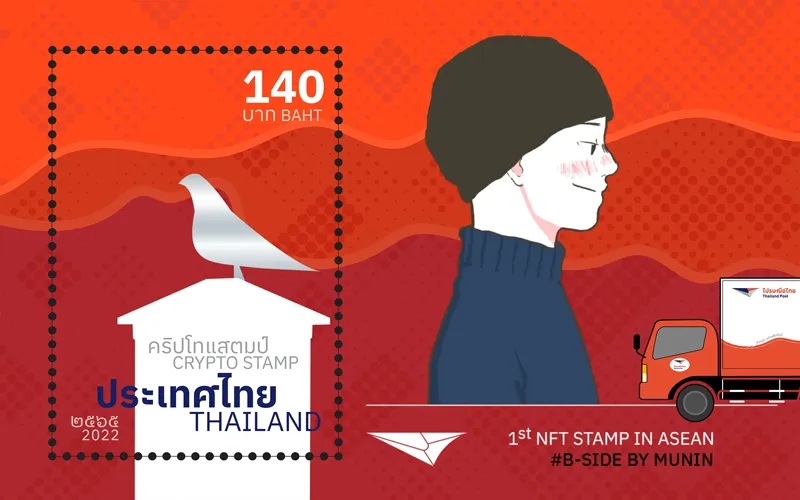 140
บาท BAHT
คริปโทแสตมป์
CRYPTO STAMP
ประเทศไทย
THAILAND
๒๕๖๕
2022
ไปรษณีย์ไทย
Thailand Post
1st NFT STAMP IN ASEAN
#B-SIDE BY MUNIN